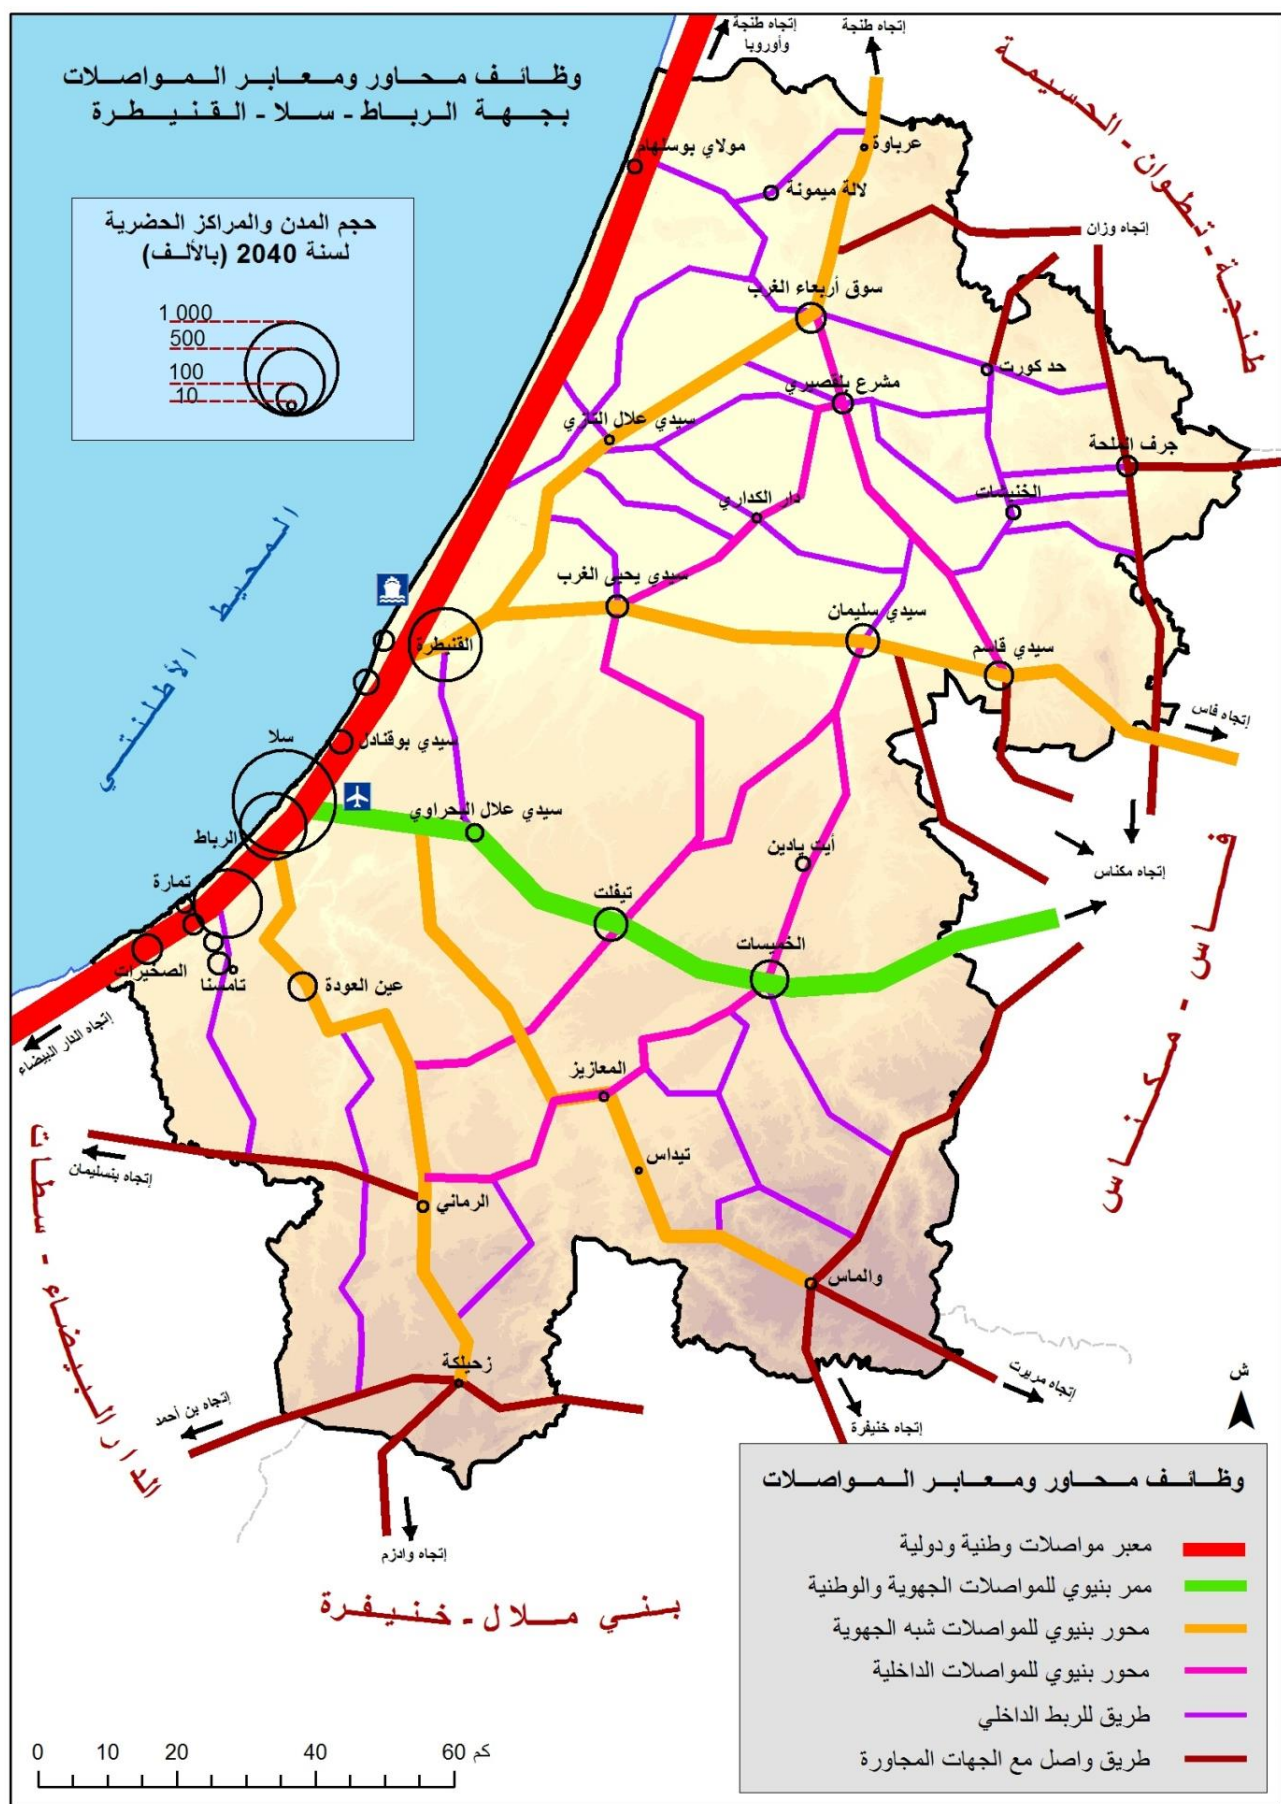 إتجاه طنجة
وأوروبا
إتجاه طنجة
وظائف محاور ومعابر المواصلات
بجهة الرباط - سلا - القنيطرة
طنجة - تطوان - الحسيمة
حجم المدن والمراكز الحضرية
لسنة 2040 (بالألف)
1 000
500
100
10
عرباوة
مولاي بوسلهام
لالة ميمونة
إتجاه وزان
سوق أربعاء الغرب
حد كورت
مشرع بلقصيري
سيدي علال التازي
جرف الملحة
الخنيشات
دار الكداري
المحيط الأطلنتي
سيدي يحيى الغرب
سيدي سليمان
القنيطرة
سيدي قاسم
إتجاه فاس
سيدي بوقنادل
سلا
سيدي علال البحراوي
الرباط
أيت يادين
إتجاه مكناس
فاس - مكناس
تمارة
تيفلت
الخميسات
الصخيرات
تامسنا
عين العودة
إتجاه الدار البيضاء
المعازيز
إتجاه بنسليمان
تيداس
الرماني
والماس
الدار البيضاء - سطات
زحيلكة
إتجاه مريرت
إتجاه بن أحمد
إتجاه خنيفرة
ش
إتجاه وادزم
بني ملال - خنيفرة
وظائف محاور ومعابر المواصلات
معبر مواصلات وطنية ودولية
ممر بنيوي للمواصلات الجهوية والوطنية
محور بنيوي للمواصلات شبه الجهوية
محور بنيوي للمواصلات الداخلية
طريق للربط الداخلي
طريق واصل مع الجهات المجاورة
0 10 20 40 60 كم